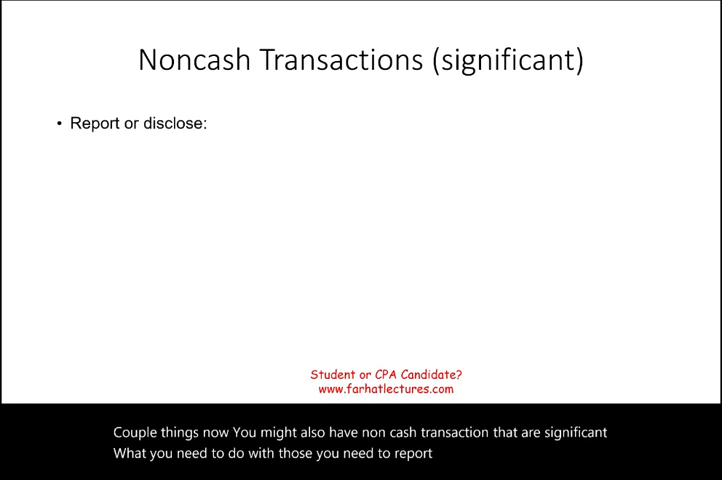 Noncash Transactions (significant)
• Report or disclose:
Student or CPA Candidate?
www.farhatlectures.com
Couple things now You might also have non cash transaction that are significant
What you need to do with those you need to report